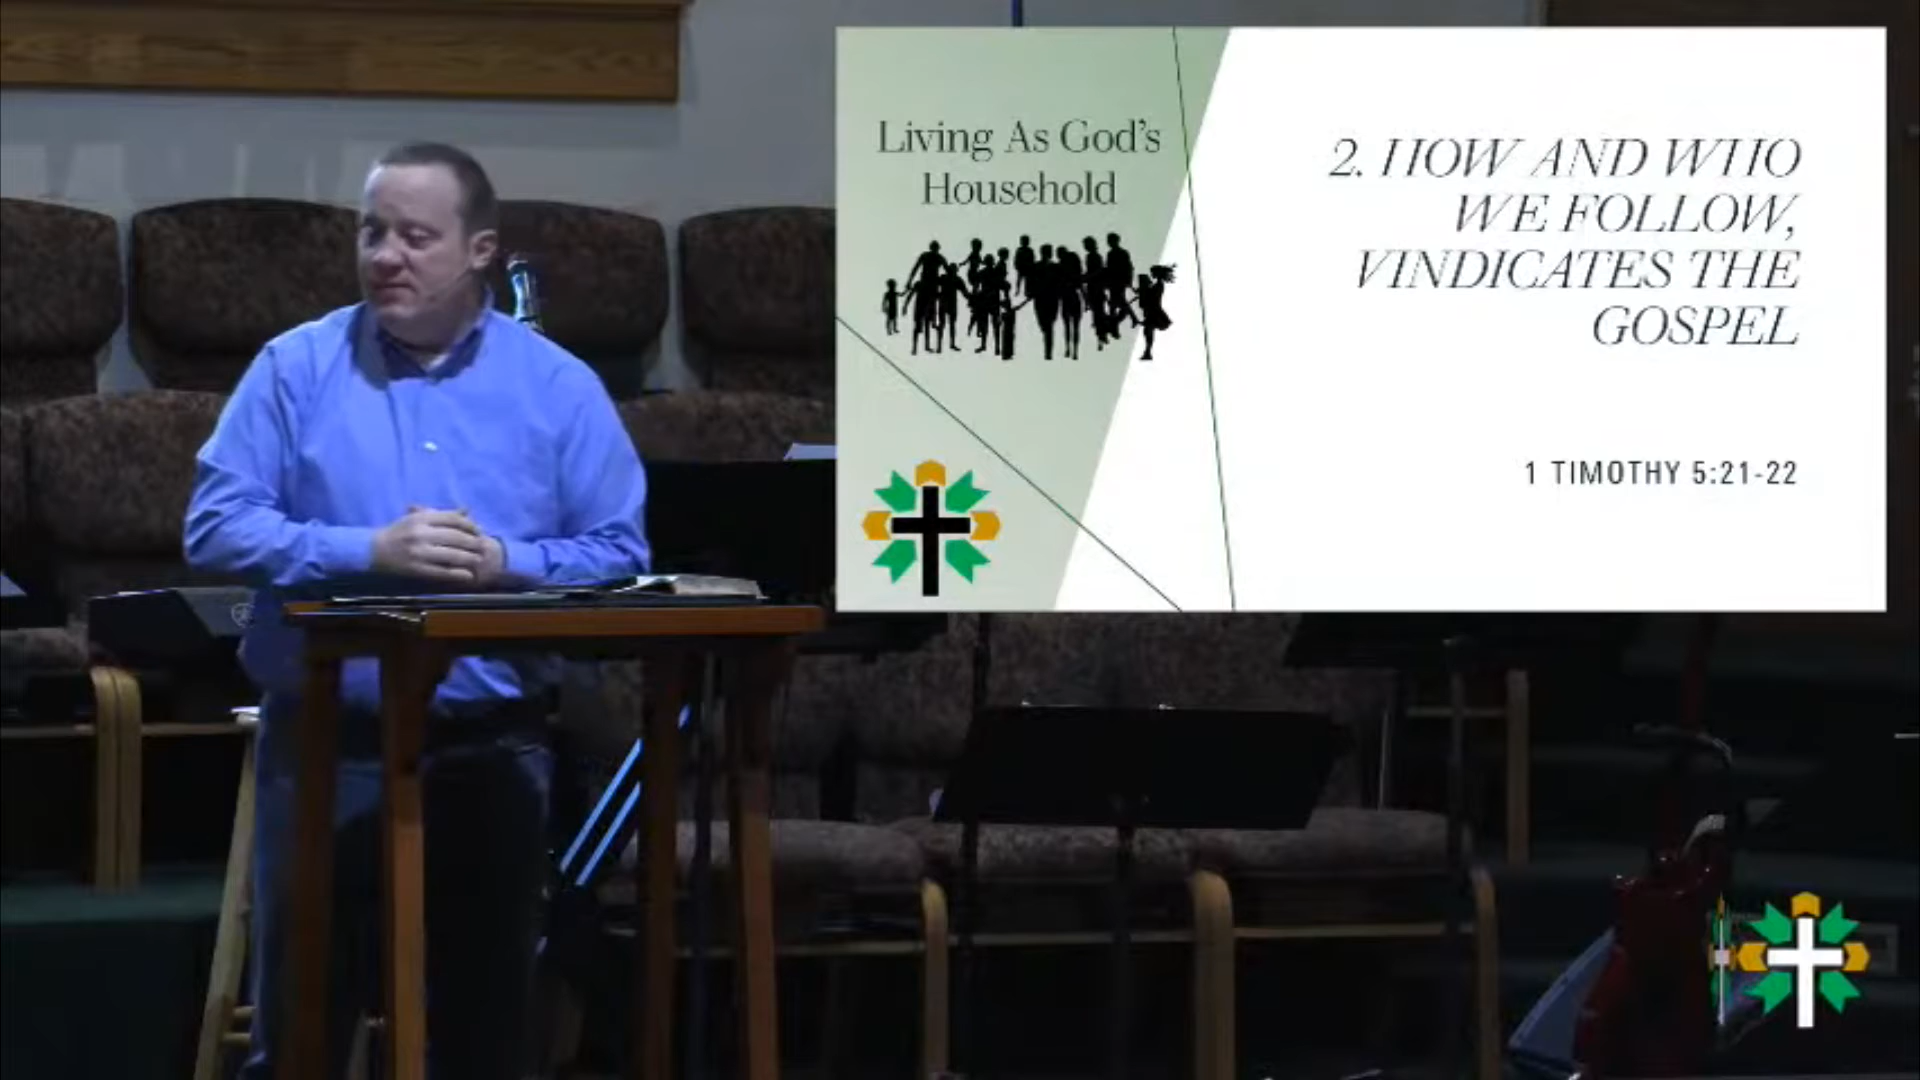 Living As God's
Household
2. HOW AND WHO
WE FOLLOW,
VINDICATES THE
GOSPEL
1 TIMOTHY 5:21-22